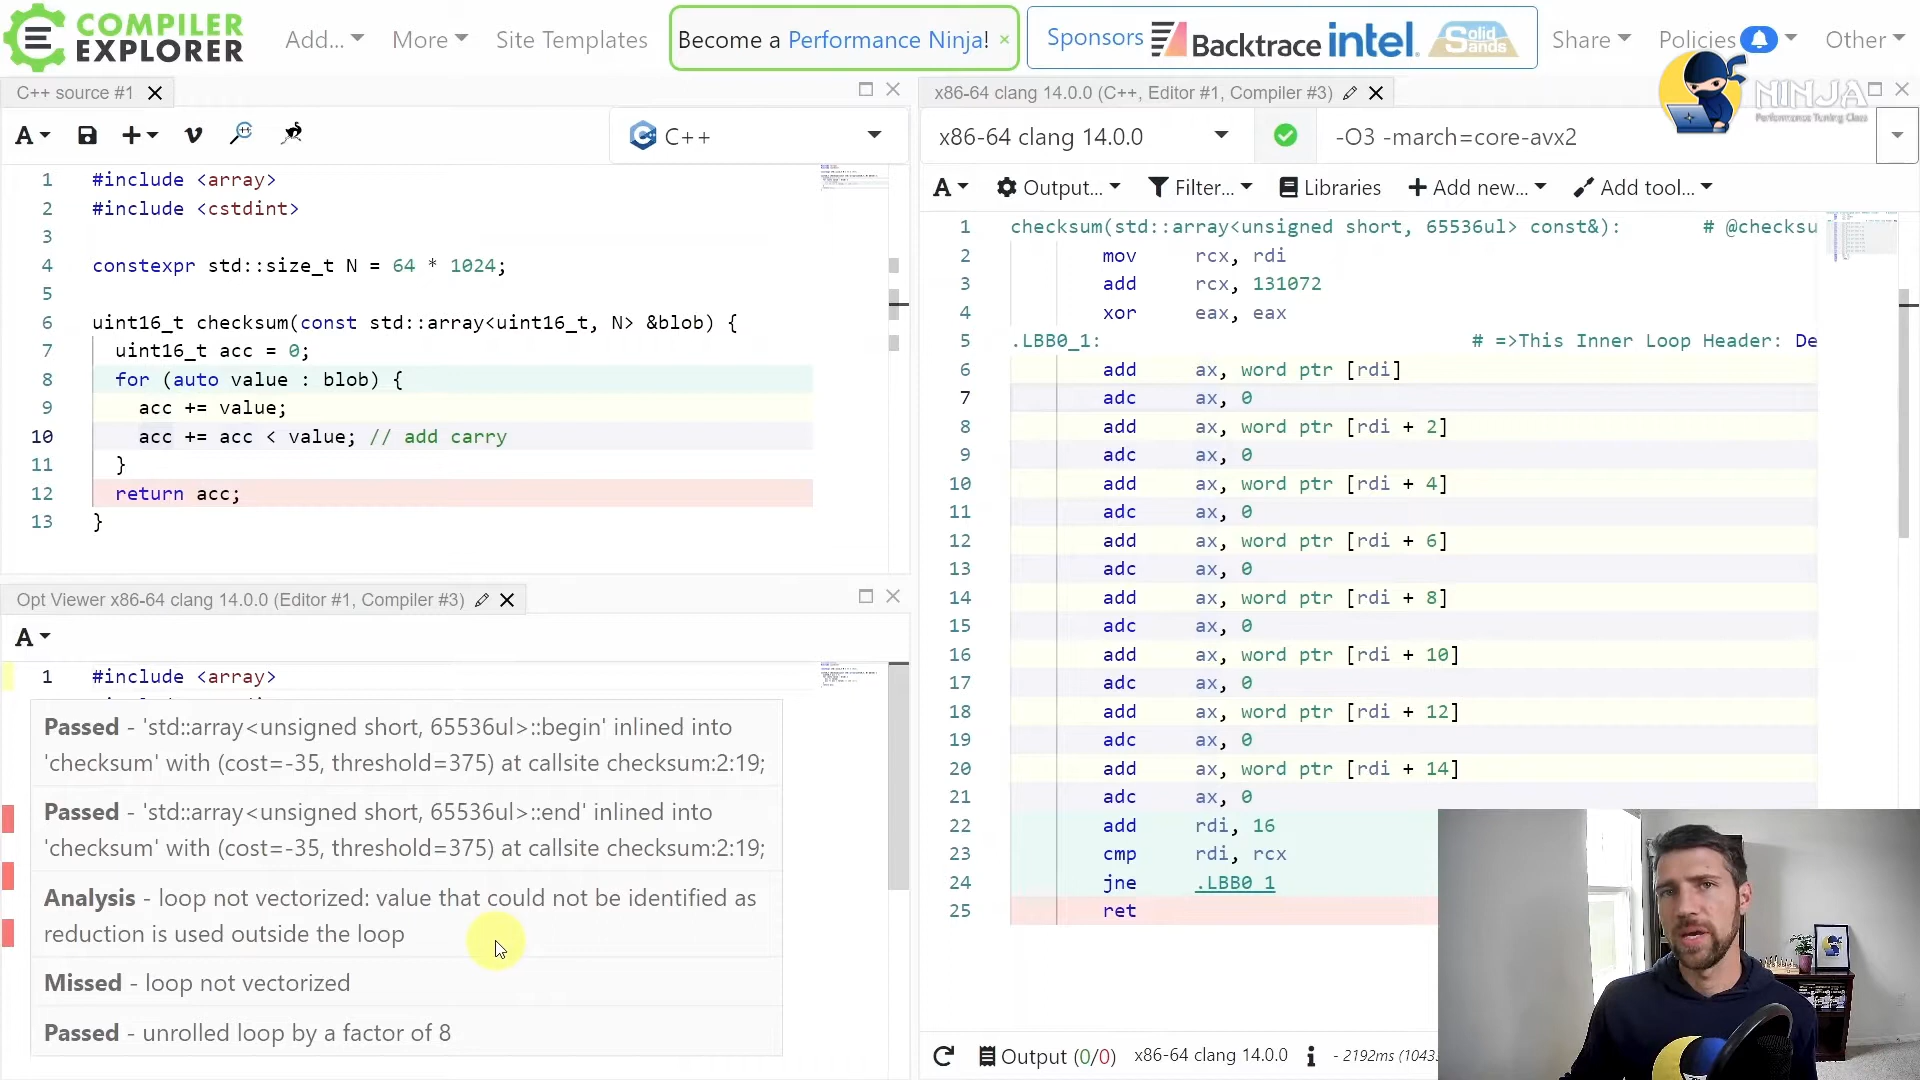 COMPILER
EXPLORER
Add...
More
Site Templates
Become a Performance Ninja! ×
Sponsors
Backtrace
intel.
Solid
Sands
Share
Policies
Other
C++ source #1
NINJA
Performance Tuning Class
A
C++
1 #include <array>
2 #include <cstdint>
3
4 constexpr std::size_t N = 64 * 1024;
5
6 uint16_t checksum(const std::array<uint16_t, N> &blob) {
7 uint16_t acc = 0;
8 for (auto value : blob) {
9 acc += value;
10 acc += acc < value; // add carry
11 }
12 return acc;
13 }
Opt Viewer x86-64 clang 14.0.0 (Editor #1, Compiler #3)
A
1 #include <array>
Passed - 'std::array<unsigned short, 65536ul>::begin' inlined into
'checksum' with (cost=-35, threshold=375) at callsite checksum:2:19;
Passed - 'std::array<unsigned short, 65536ul>::end' inlined into
'checksum' with (cost=-35, threshold=375) at callsite checksum:2:19;
Analysis - loop not vectorized: value that could not be identified as
reduction is used outside the loop
Missed - loop not vectorized
Passed - unrolled loop by a factor of 8
x86-64 clang 14.0.0 (C++, Editor #1, Compiler #3)
x86-64 clang 14.0.0
-O3 -march=core-avx2
A
Output...
Filter...
Libraries
Add new...
Add tool...
1 checksum(std::array<unsigned short, 65536ul> const&): # @checksu
2 mov rcx, rdi
3 add rcx, 131072
4 xor eax, eax
5 .LBB0_1: # =>This Inner Loop Header: De
6 add ax, word ptr [rdi]
7 adc ax, 0
8 add ax, word ptr [rdi + 2]
9 adc ax, 0
10 add ax, word ptr [rdi + 4]
11 adc ax, 0
12 add ax, word ptr [rdi + 6]
13 adc ax, 0
14 add ax, word ptr [rdi + 8]
15 adc ax, 0
16 add ax, word ptr [rdi + 10]
17 adc ax, 0
18 add ax, word ptr [rdi + 12]
19 adc ax, 0
20 add ax, word ptr [rdi + 14]
21 adc ax, 0
22 add rdi, 16
23 cmp rdi, rcx
24 jne .LBB0_1
25 ret
Output (0/0)
x86-64 clang 14.0.0
- 2192ms (1043